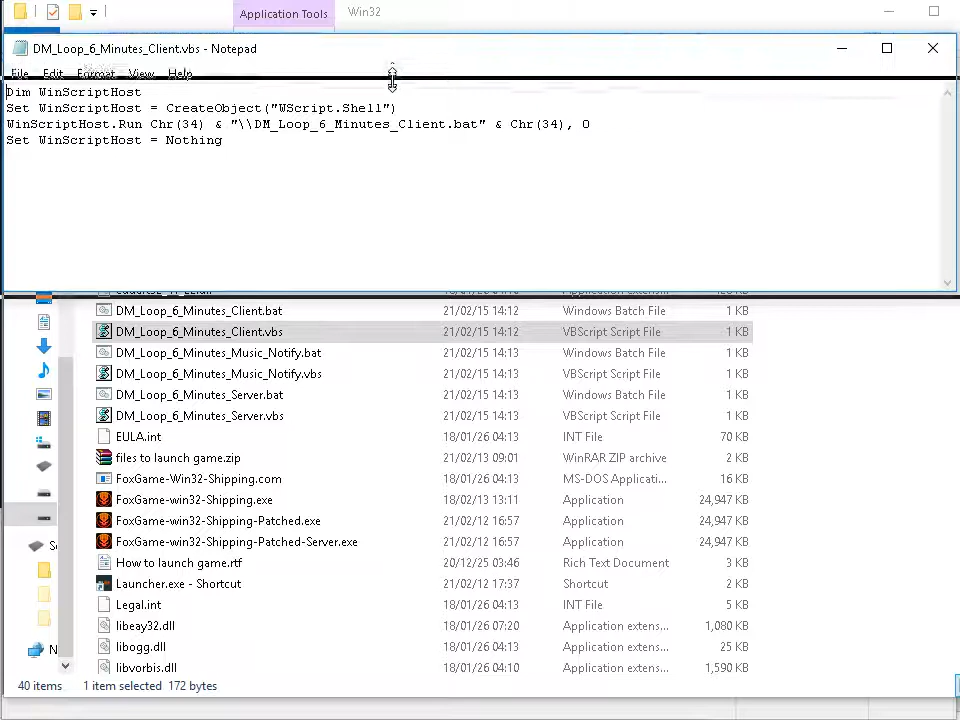 Application Tools
Win32
DM_Loop_6_Minutes_Client.vbs - Notepad
File Edit Format View Help
Dim WinScriptHost
Set WinScriptHost = CreateObject("WScript.Shell")
WinScriptHost.Run Chr(34) & "\\DM_Loop_6_Minutes_Client.bat" & Chr(34), 0
Set WinScriptHost = Nothing
DM_Loop_6_Minutes_Client.bat 21/02/15 14:12 Windows Batch File 1 KB
DM_Loop_6_Minutes_Client.vbs 21/02/15 14:12 VBScript Script File 1 KB
DM_Loop_6_Minutes_Music_Notify.bat 21/02/15 14:13 Windows Batch File 1 KB
DM_Loop_6_Minutes_Music_Notify.vbs 21/02/15 14:13 VBScript Script File 1 KB
DM_Loop_6_Minutes_Server.bat 21/02/15 14:13 Windows Batch File 1 KB
DM_Loop_6_Minutes_Server.vbs 21/02/15 14:13 VBScript Script File 1 KB
EULA.int 18/01/26 04:13 INT File 70 KB
files to launch game.zip 21/02/13 09:01 WinRAR ZIP archive 2 KB
FoxGame-Win32-Shipping.com 18/01/26 04:13 MS-DOS Applicati... 16 KB
FoxGame-win32-Shipping.exe 18/02/13 13:11 Application 24,947 KB
FoxGame-win32-Shipping-Patched.exe 21/02/12 16:57 Application 24,947 KB
FoxGame-win32-Shipping-Patched-Server.exe 21/02/12 16:57 Application 24,947 KB
How to launch game.rtf 20/12/25 03:46 Rich Text Document 3 KB
Launcher.exe - Shortcut 21/02/12 17:37 Shortcut 2 KB
Legal.int 18/01/26 04:13 INT File 5 KB
libeay32.dll 18/01/26 07:20 Application extens... 1,080 KB
libogg.dll 18/01/26 04:13 Application extens... 25 KB
libvorbis.dll 18/01/26 04:10 Application extens... 1,590 KB
40 items 1 item selected 172 bytes